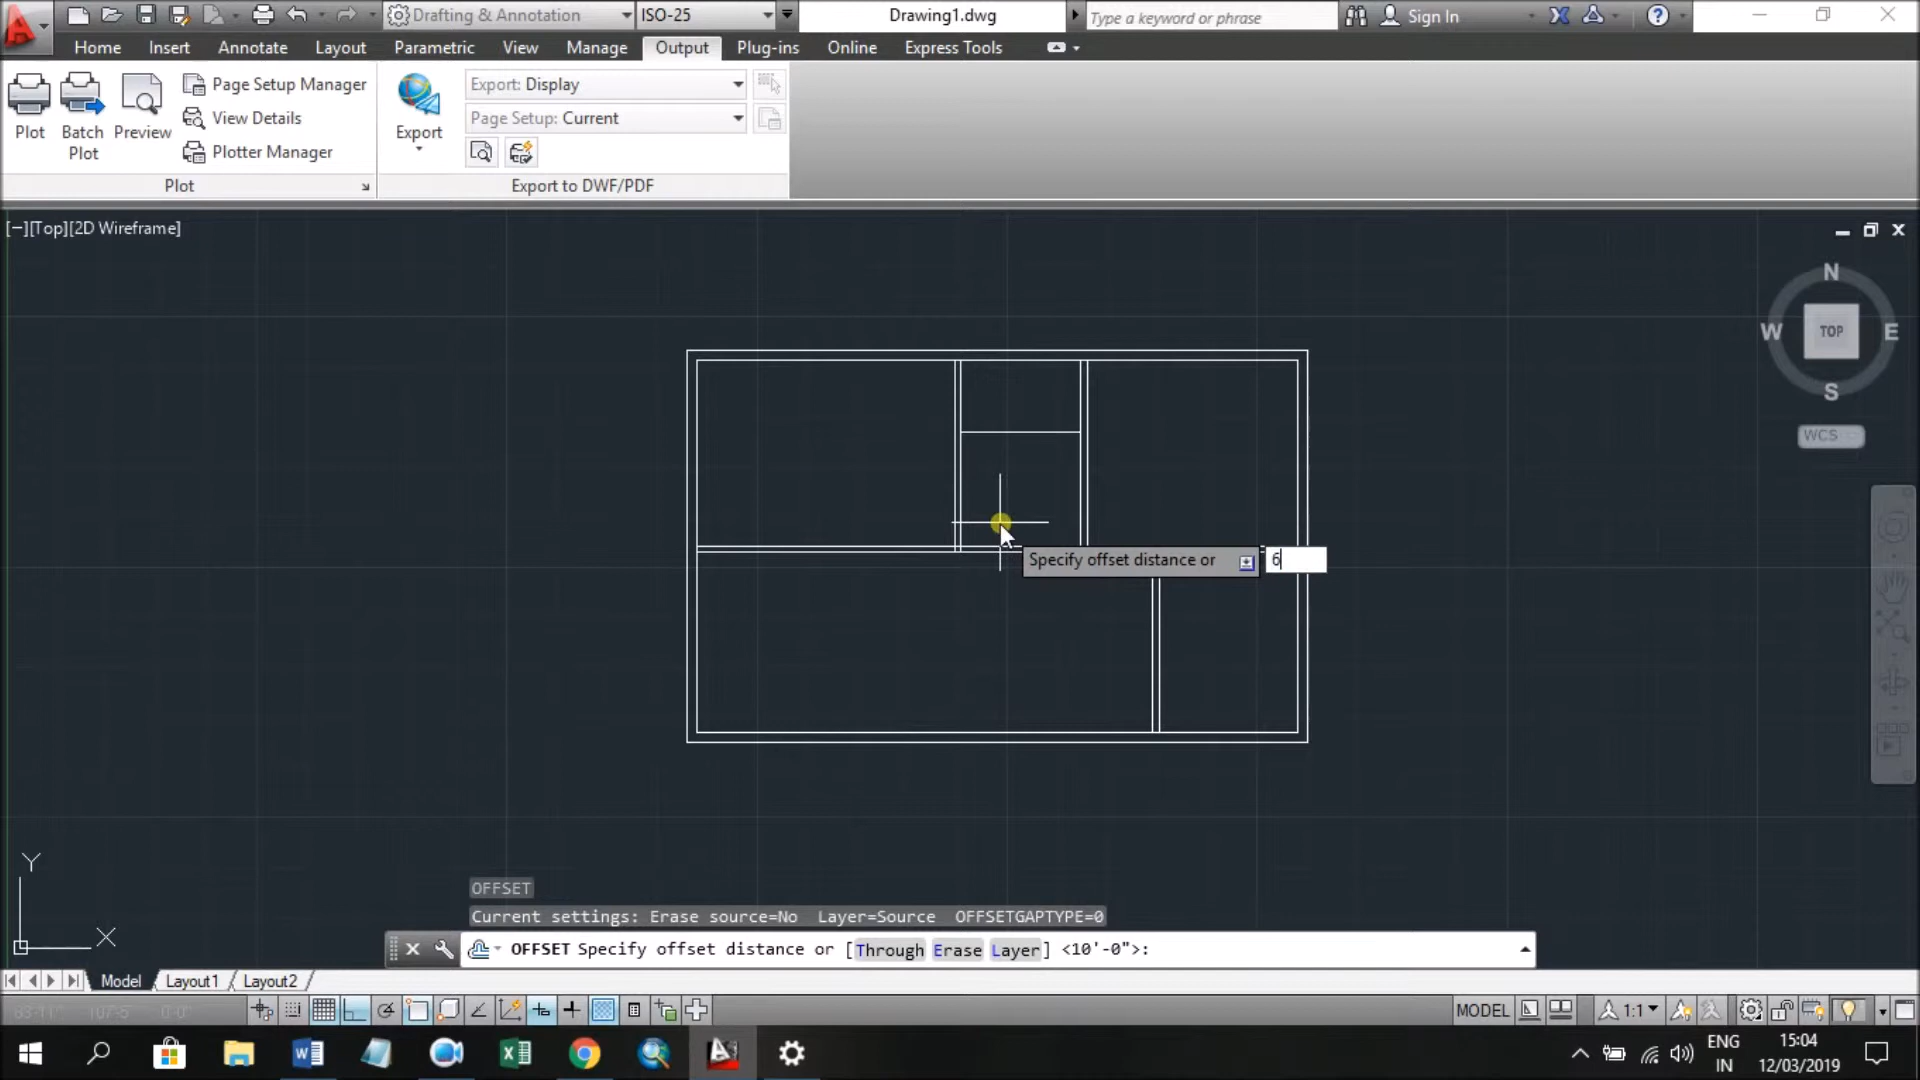 Drafting & Annotation
ISO-25
Drawing1.dwg
Type a keyword or phrase
Sign In
Home
Insert
Annotate
Layout
Parametric
View
Manage
Output
Plug-ins
Online
Express Tools
Plot
Batch
Plot
Preview
Page Setup Manager
View Details
Plotter Manager
Export
Export: Display
Page Setup: Current
Plot
Export to DWF/PDF
[−][Top][2D Wireframe]
N
W
TOP
E
S
WCS
Specify offset distance or
6
Y
X
OFFSET
Current settings: Erase source=No Layer=Source OFFSETGAPTYPE=0
OFFSET Specify offset distance or [Through Erase Layer] <10'-0">:
Model
Layout1
Layout2
MODEL
1:1
ENG
IN
15:04
12/03/2019